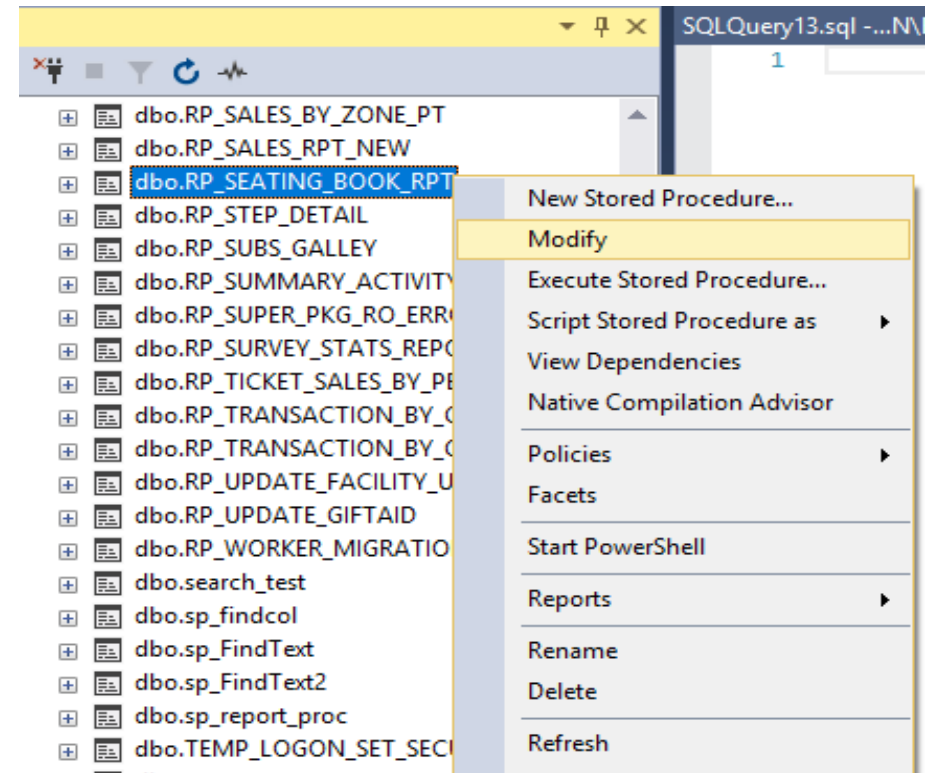 SQLQuery13.sql -...N\
1
dbo.RP_SALES_BY_ZONE_PT
dbo.RP_SALES_RPT_NEW
dbo.RP_SEATING_BOOK_RPT
dbo.RP_STEP_DETAIL
dbo.RP_SUBS_GALLEY
dbo.RP_SUMMARY_ACTIVITY
dbo.RP_SUPER_PKG_RO_ERR
dbo.RP_SURVEY_STATS_REPO
dbo.RP_TICKET_SALES_BY_PE
dbo.RP_TRANSACTION_BY_
dbo.RP_TRANSACTION_BY_
dbo.RP_UPDATE_FACILITY_U
dbo.RP_UPDATE_GIFTAID
dbo.RP_WORKER_MIGRATIO
dbo.search_test
dbo.sp_findcol
dbo.sp_FindText
dbo.sp_FindText2
dbo.sp_report_proc
dbo.TEMP_LOGON_SET_SEC
New Stored Procedure...
Modify
Execute Stored Procedure...
Script Stored Procedure as
View Dependencies
Native Compilation Advisor
Policies
Facets
Start PowerShell
Reports
Rename
Delete
Refresh